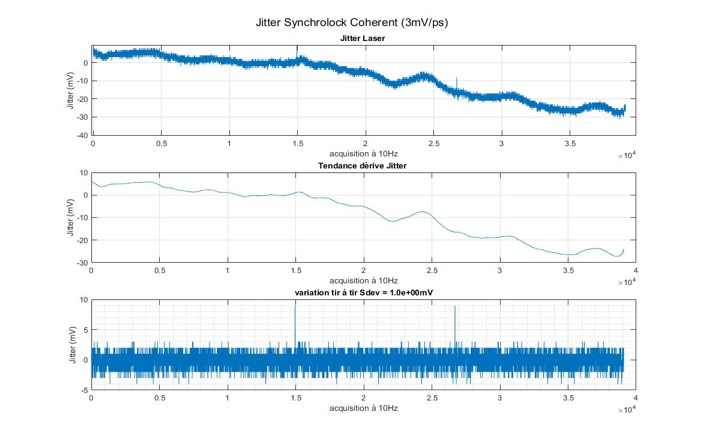 Jitter Synchrolock Coherent (3mV/ps)
Jitter Laser
Jitter (mV)
0
-10
-20
-30
-40
0 0.5 1 1.5 2 2.5 3 3.5 4
acquisition à 10Hz
×10⁴
Tendance dérive Jitter
Jitter (mV)
10
0
-10
-20
-30
0 0.5 1 1.5 2 2.5 3 3.5 4
acquisition à 10Hz
×10⁴
variation tir à tir Sdev = 1.0e+00mV
Jitter (mV)
10
5
0
-5
0 0.5 1 1.5 2 2.5 3 3.5 4
acquisition à 10Hz
×10⁴